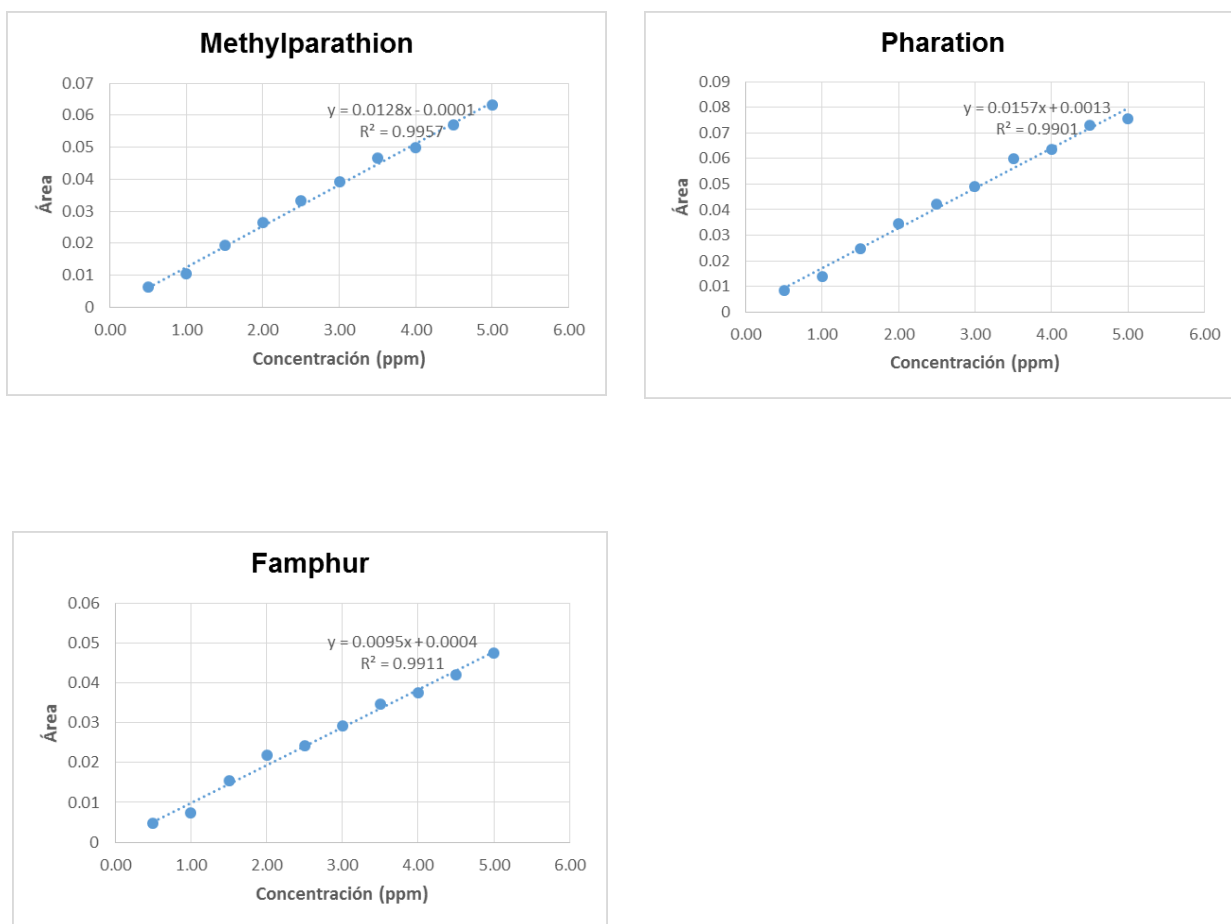 Methylparathion
0.07
0.06
0.05
0.04
0.03
0.02
0.01
0
Área
y = 0.0128x - 0.0001
R² = 0.9957
0.00 1.00 2.00 3.00 4.00 5.00 6.00
Concentración (ppm)
Pharation
0.09
0.08
0.07
0.06
0.05
0.04
0.03
0.02
0.01
0
Área
y = 0.0157x + 0.0013
R² = 0.9901
0.00 1.00 2.00 3.00 4.00 5.00 6.00
Concentración (ppm)
Famphur
0.06
0.05
0.04
0.03
0.02
0.01
0
Área
y = 0.0095x + 0.0004
R² = 0.9911
0.00 1.00 2.00 3.00 4.00 5.00 6.00
Concentración (ppm)